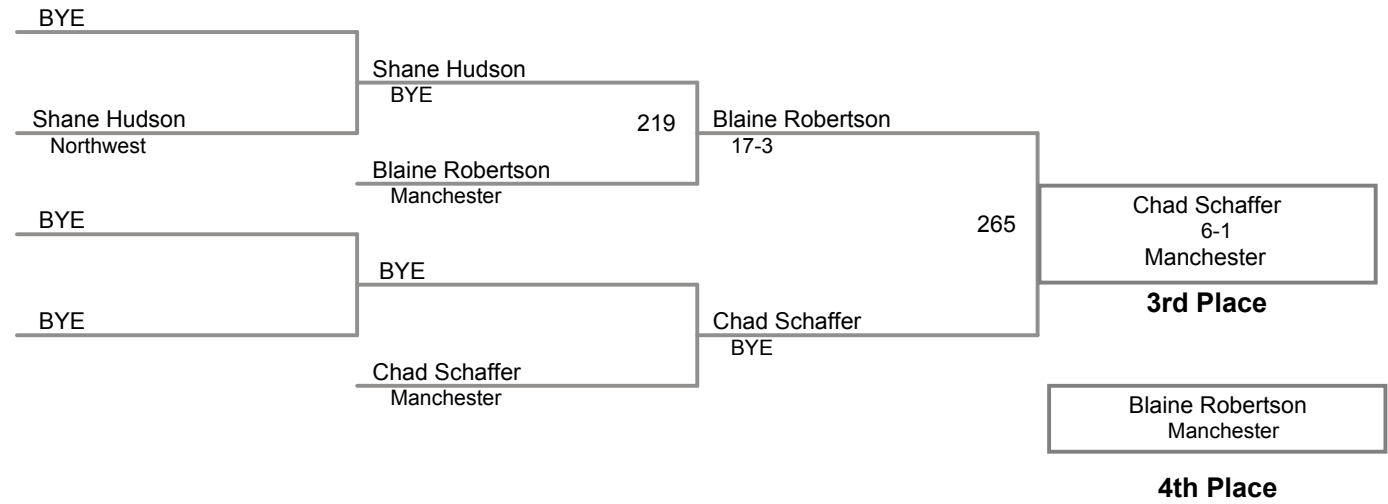 BYE
Shane Hudson
BYE
Shane Hudson
Northwest
219
Blaine Robertson
17-3
Blaine Robertson
Manchester
BYE
265
Chad Schaffer
6-1
Manchester
BYE
3rd Place
BYE
Chad Schaffer
BYE
Chad Schaffer
Manchester
Blaine Robertson
Manchester
4th Place